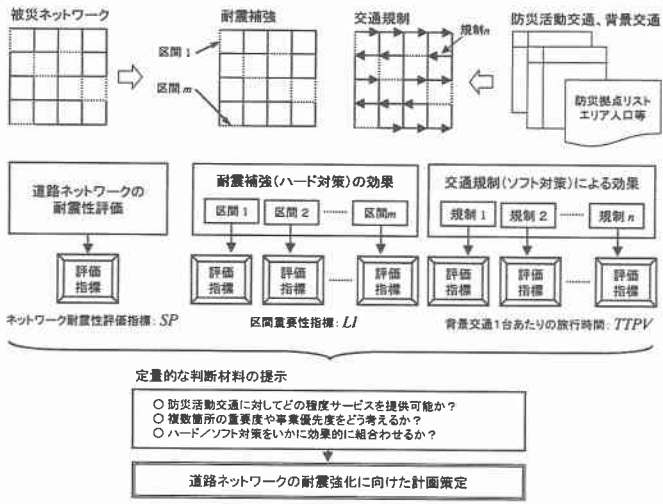 被災ネットワーク
耐震補強
交通規制
防災活動交通、背景交通
区間 1
区間 m
規制n
防災拠点リスト
エリア人口等
道路ネットワークの
耐震性評価
耐震補強(ハード対策)の効果
区間 1
区間 2
区間m
交通規制(ソフト対策)による効果
規制 1
規制 2
規制 n
評価
指標
評価
指標
評価
指標
評価
指標
評価
指標
評価
指標
評価
指標
ネットワーク耐震性評価指標: SP
区間重要性指標: LI
背景交通1台あたりの旅行時間: TTPV
定量的な判断材料の提示
○ 防災活動交通に対してどの程度サービスを提供可能か?
○ 複数箇所の重要度や事業優先度をどう考えるか?
○ ハード/ソフト対策をいかに効果的に組合わせるか?
道路ネットワークの耐震強化に向けた計画策定